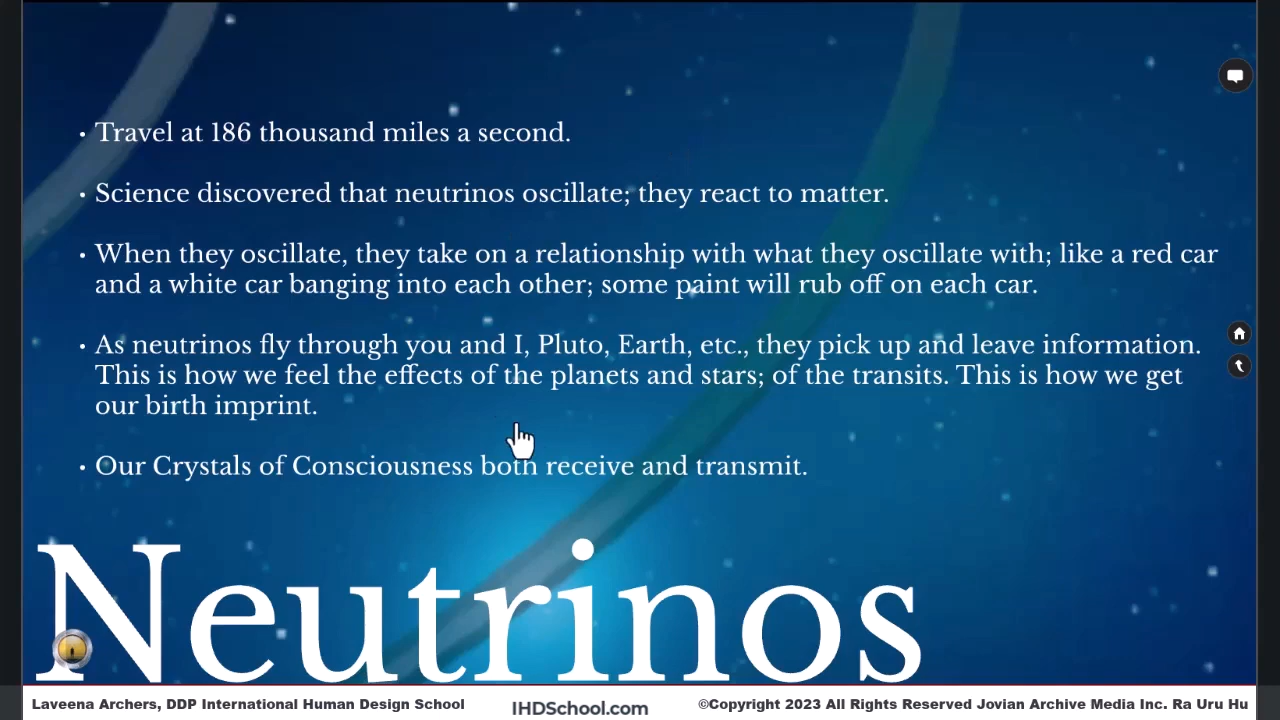 • Travel at 186 thousand miles a second.
• Science discovered that neutrinos oscillate; they react to matter.
• When they oscillate, they take on a relationship with what they oscillate with; like a red car
and a white car banging into each other; some paint will rub off on each car.
• As neutrinos fly through you and I, Pluto, Earth, etc., they pick up and leave information.
This is how we feel the effects of the planets and stars; of the transits. This is how we get
our birth imprint.
• Our Crystals of Consciousness both receive and transmit.
Neutrinos
Laveena Archers, DDP International Human Design School
IHDSchool.com
©Copyright 2023 All Rights Reserved Jovian Archive Media Inc. Ra Uru Hu